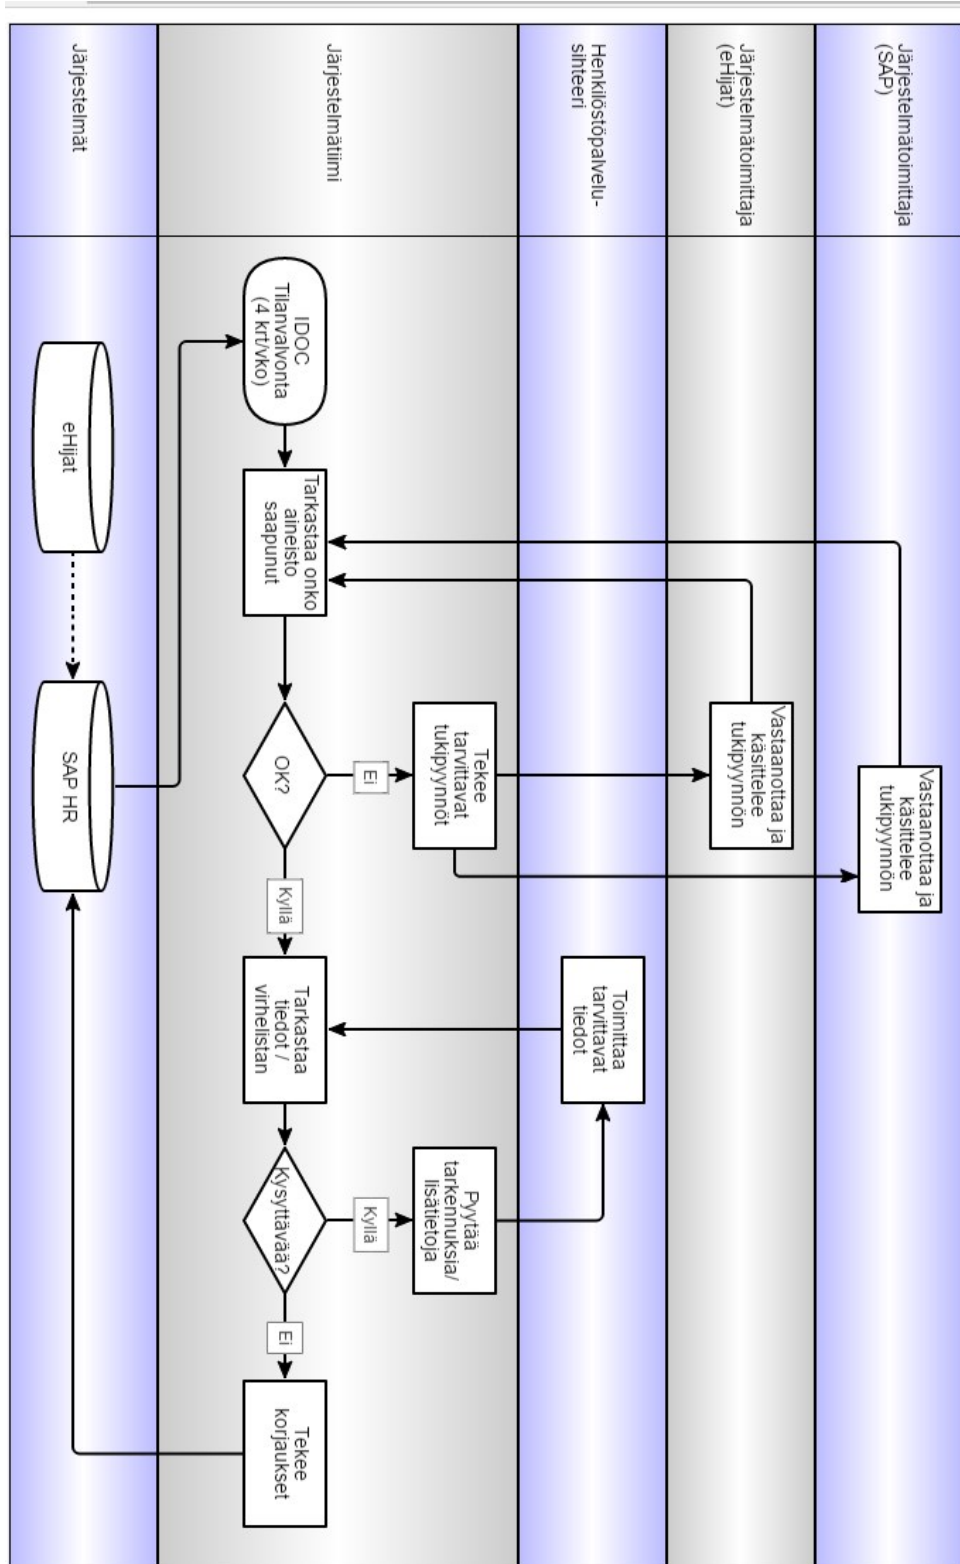 Järjestelmätoimittaja
(SAP)
Vastaanottaa ja
käsittelee
tukipyynnön
Järjestelmätoimittaja
(eHijat)
Vastaanottaa ja
käsittelee
tukipyynnön
Henkilöstöpalvelu-
sihteeri
Toimittaa
tarvittavat
tiedot
Järjestelmätiimi
IDOC
Tilanvalvonta
(4 krt/vko)
Tarkastaa onko
aineisto
saapunut
OK?
Ei
Tekee
tarvittavat
tukipyynnöt
Kyllä
Tarkastaa
tiedot /
virhelistan
Kysyttävää?
Kyllä
Pyytää
tarkennuksia/
lisätietoja
Ei
Tekee
korjaukset
Järjestelmät
eHijat
SAP HR